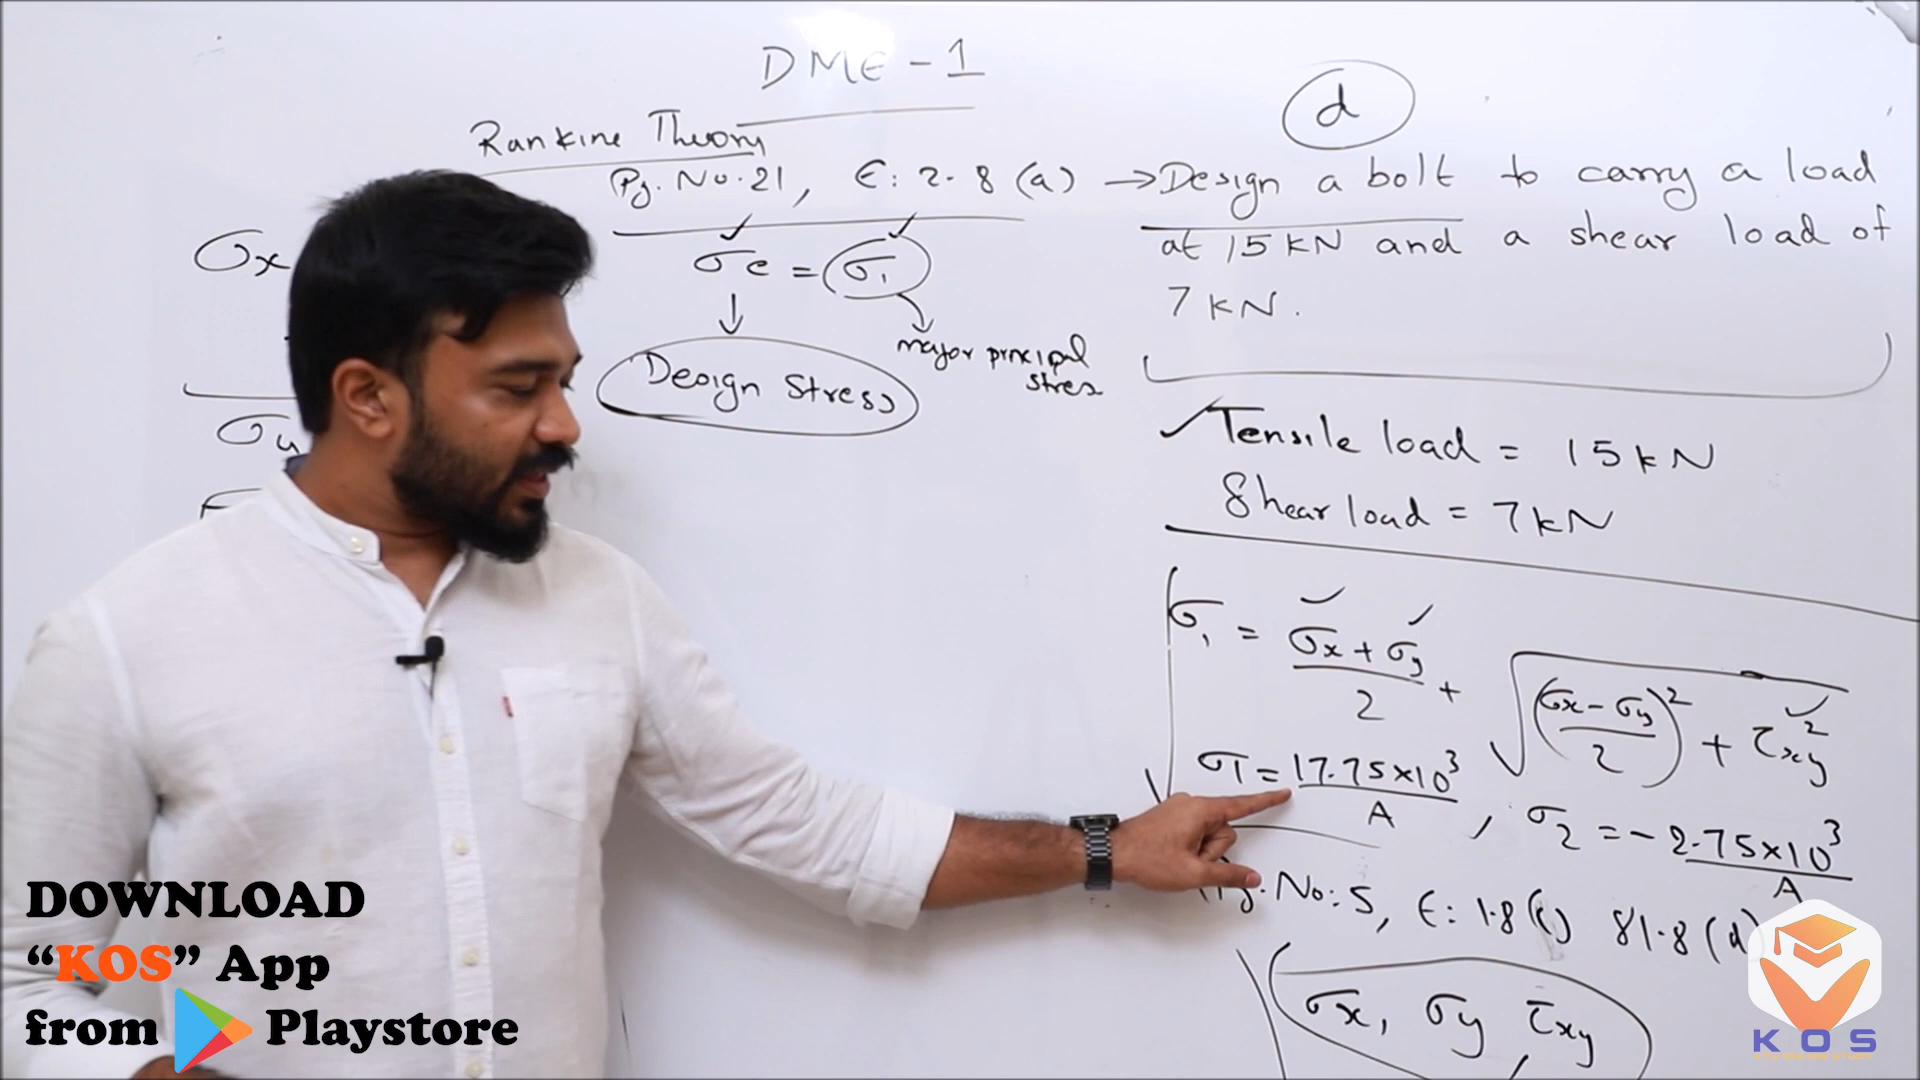 DME-1
Rankine Theory
Pg. No. 21, E: 2.8 (a)
σe = σ1
Design Stress
major principal
stress
σx
σy
d
→ Design a bolt to carry a load
at 15 kN and a shear load of
7 kN.
Tensile load = 15 kN
Shear load = 7 kN
σ1 = (σx + σy)/2 + √(((σx - σy)/2)² + τxy²)
σ1 = 17.75×10³/A , σ2 = -2.75×10³/A
Pg. No: 5, E: 1.8 (c) & 1.8 (d)
σx, σy τxy
DOWNLOAD
“KOS” App
from Playstore
KOS